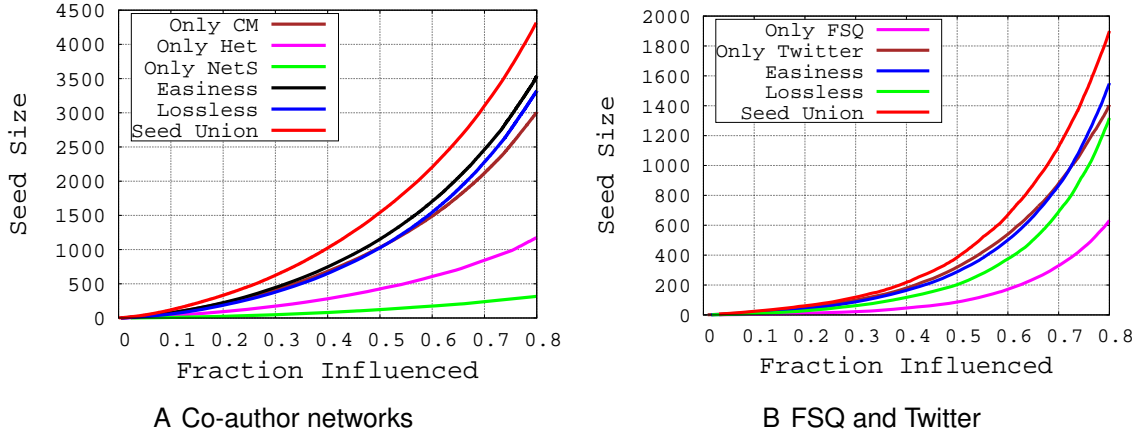 4500
4000
3500
3000
2500
2000
1500
1000
500
0
Seed Size
Only CM
Only Het
Only NetS
Easiness
Lossless
Seed Union
0 0.1 0.2 0.3 0.4 0.5 0.6 0.7 0.8
Fraction Influenced
A Co-author networks
2000
1800
1600
1400
1200
1000
800
600
400
200
0
Seed Size
Only FSQ
Only Twitter
Easiness
Lossless
Seed Union
0 0.1 0.2 0.3 0.4 0.5 0.6 0.7 0.8
Fraction Influenced
B FSQ and Twitter